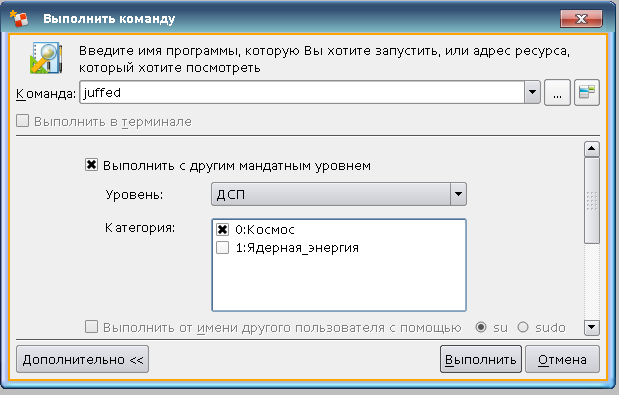 Выполнить команду
Введите имя программы, которую Вы хотите запустить, или адрес ресурса,
который хотите посмотреть
Команда: juffed ...
Выполнить в терминале
Выполнить с другим мандатным уровнем
Уровень: ДСП
Категория: 0:Космос
1:Ядерная_энергия
Выполнить от имени другого пользователя с помощью su sudo
Дополнительно << Выполнить Отмена